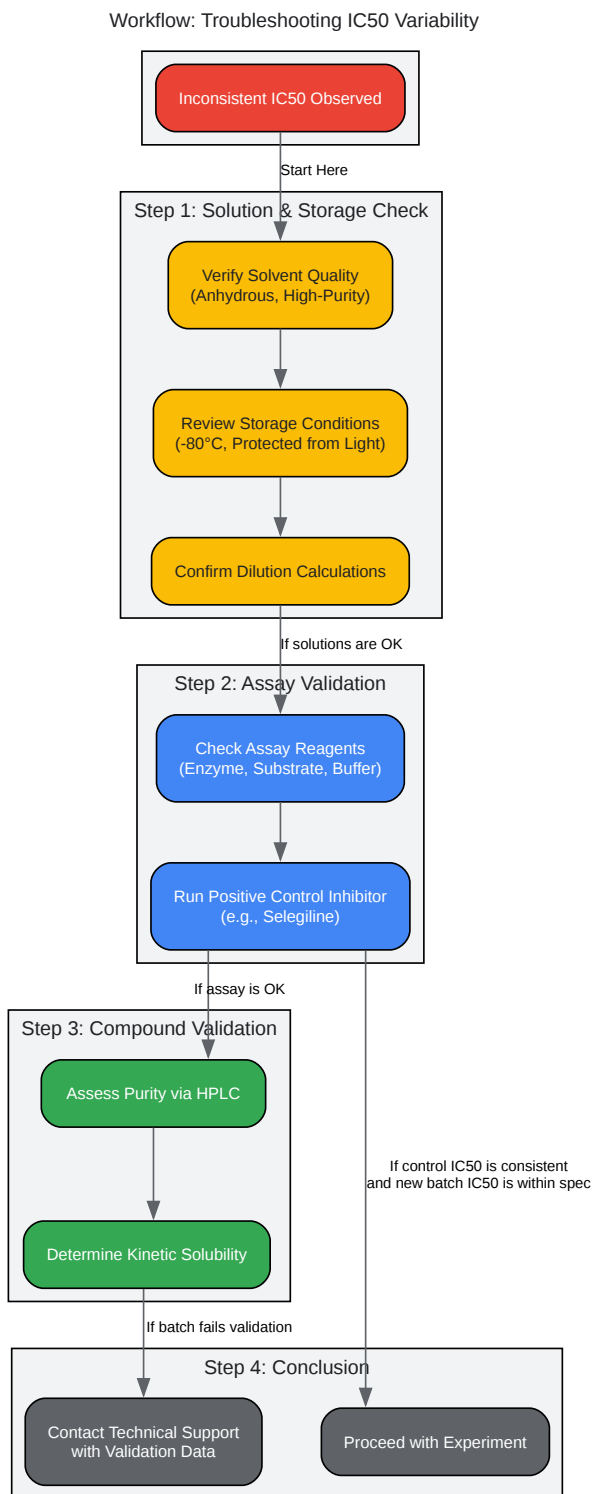 Workflow: Troubleshooting IC50 Variability
Inconsistent IC50 Observed
Start Here
Step 1: Solution & Storage Check
Verify Solvent Quality
(Anhydrous, High-Purity)
Review Storage Conditions
(-80°C, Protected from Light)
Confirm Dilution Calculations
If solutions are OK
Step 2: Assay Validation
Check Assay Reagents
(Enzyme, Substrate, Buffer)
Run Positive Control Inhibitor
(e.g., Selegiline)
If assay is OK
Step 3: Compound Validation
Assess Purity via HPLC
If control IC50 is consistent
and new batch IC50 is within spec
Determine Kinetic Solubility
If batch fails validation
Step 4: Conclusion
Contact Technical Support
with Validation Data
Proceed with Experiment